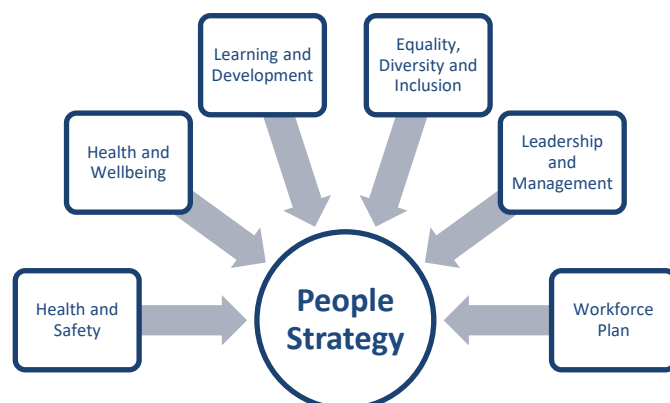 Learning and
Development
Equality,
Diversity and
Inclusion
Health and
Wellbeing
Leadership
and
Management
Health and
Safety
People
Strategy
Workforce
Plan